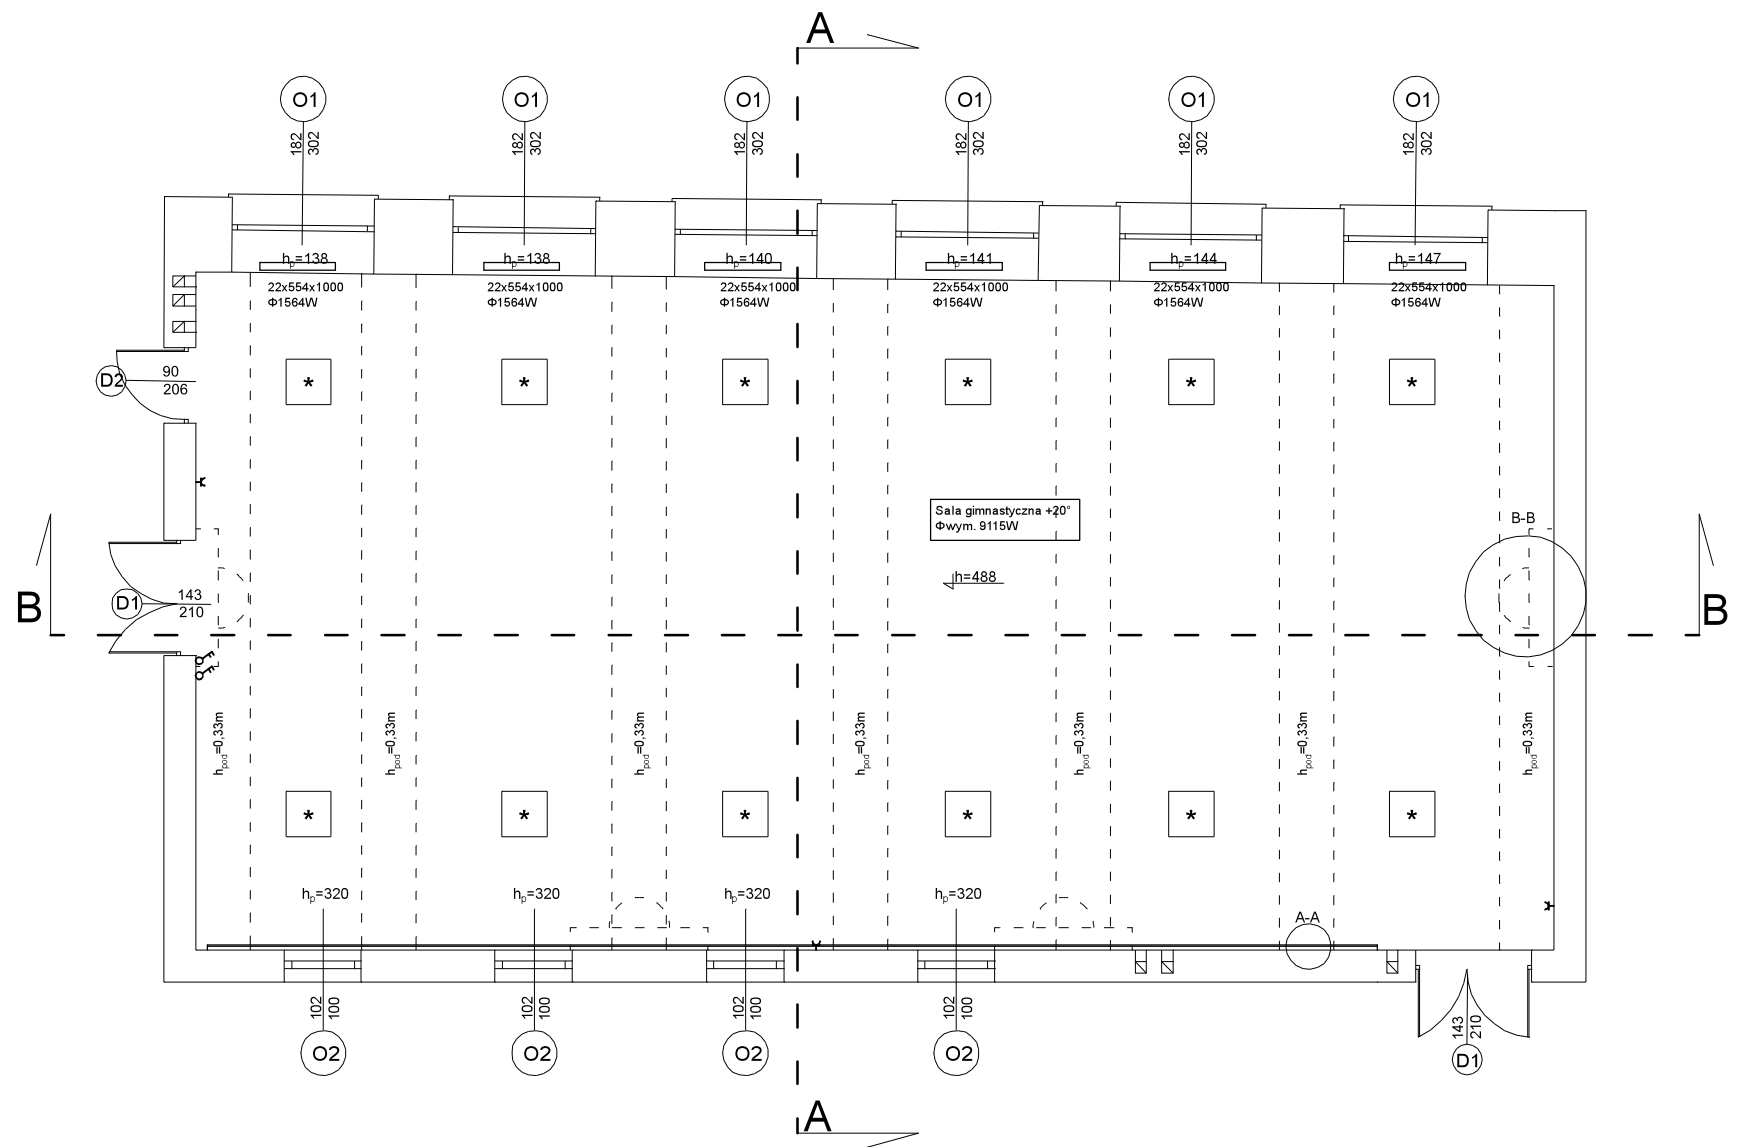 A
O1 O1 O1 O1 O1 O1
182 182 182 182 182 182
302 302 302 302 302 302
hp=138 hp=138 hp=140 hp=141 hp=144 hp=147
22x554x1000 22x554x1000 22x554x1000 22x554x1000 22x554x1000 22x554x1000
Φ1564W Φ1564W Φ1564W Φ1564W Φ1564W Φ1564W
D2
90
206
* * * * * *
Sala gimnastyczna +20°
Φwym. 9115W
B-B
h=488
B
D1
143
210
B
hpod=0,33m hpod=0,33m hpod=0,33m hpod=0,33m hpod=0,33m hpod=0,33m hpod=0,33m
* * * * * *
hp=320 hp=320 hp=320 hp=320
A-A
102 102 102 102
100 100 100 100
143
210
O2 O2 O2 O2
D1
A